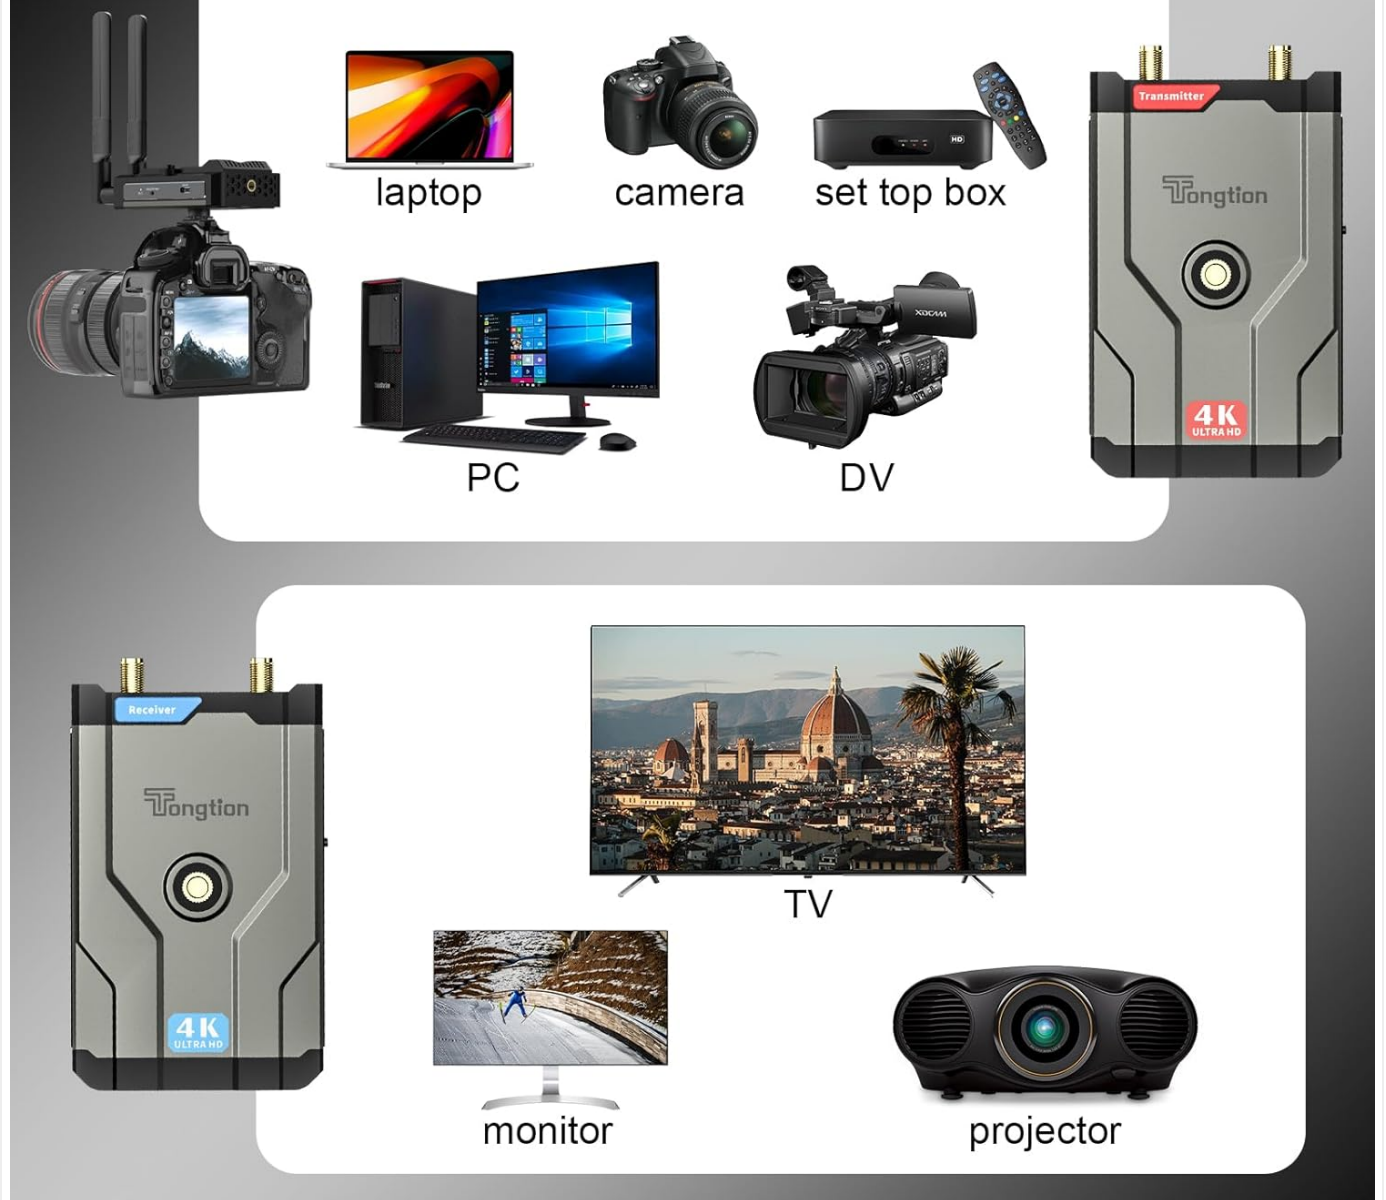 Transmitter
HD
laptop
camera
set top box
Tongtion
XDCAM
PC
DV
4K
ULTRA HD
Receiver
Tongtion
TV
4K
ULTRA HD
monitor
projector